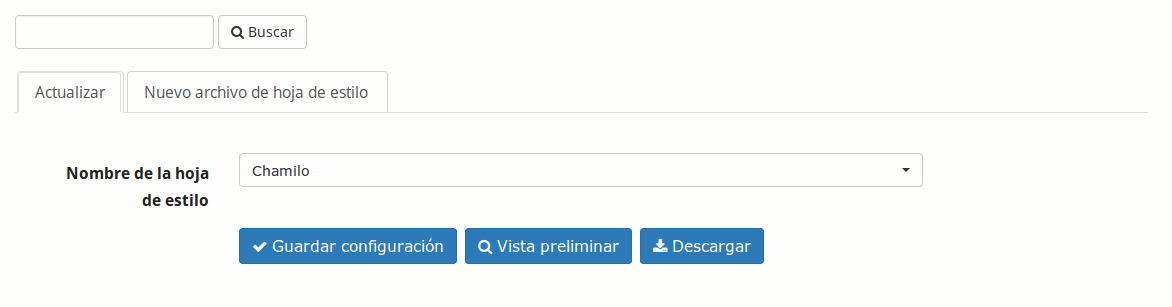 Buscar
Actualizar
Nuevo archivo de hoja de estilo
Nombre de la hoja
de estilo
Chamilo
Guardar configuración
Vista preliminar
Descargar